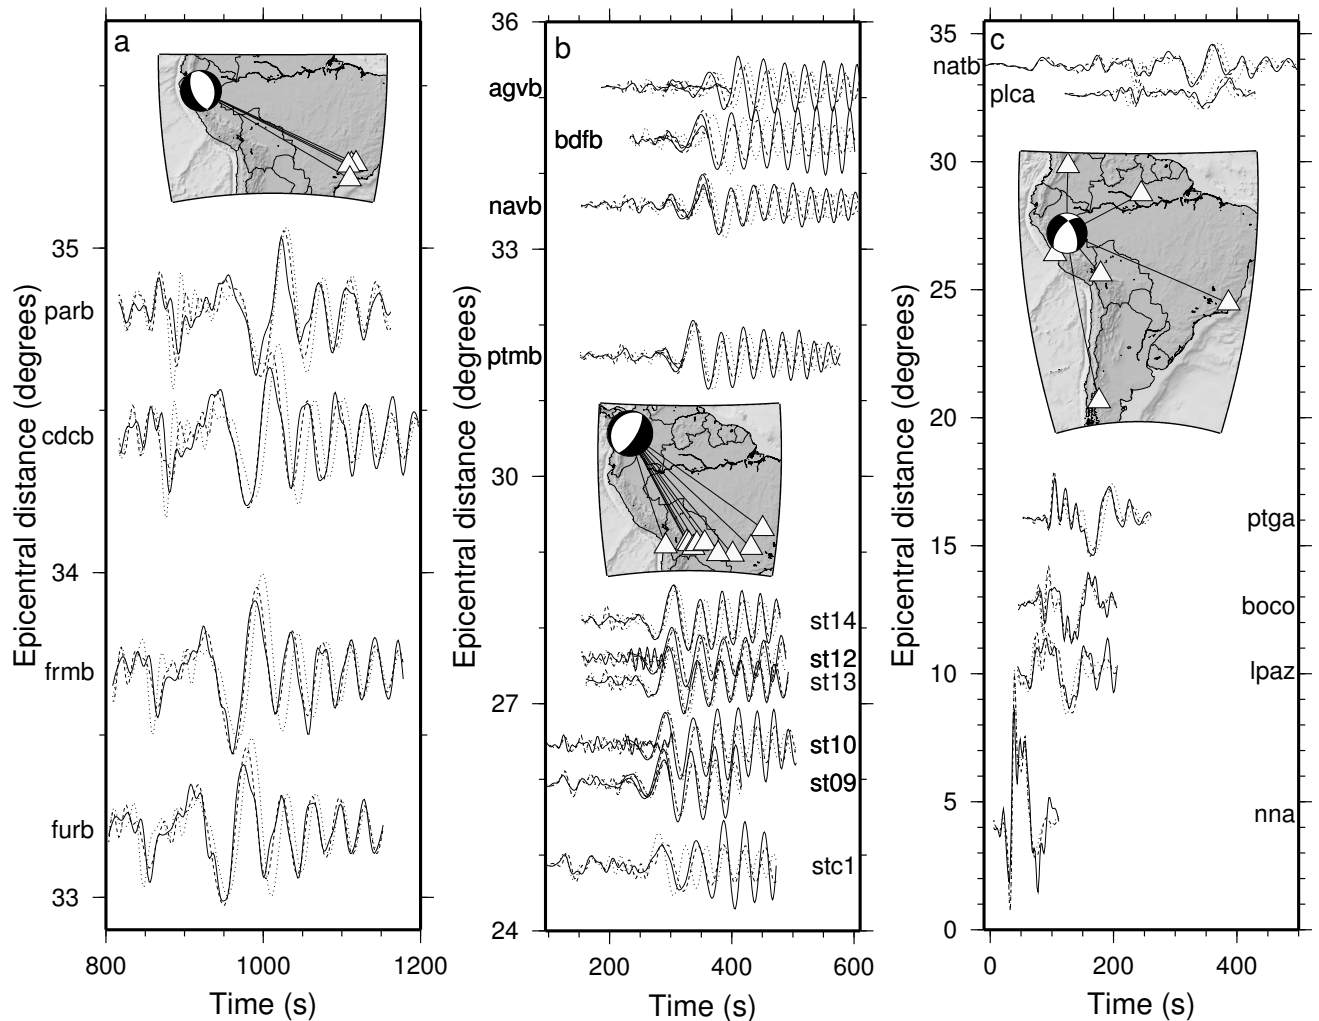 a
35
34
33
parb
cdcb
frmb
furb
Epicentral distance (degrees)
800
1000
1200
Time (s)
b
36
33
30
27
24
agvb
bdfb
navb
ptmb
st14
st12
st13
st10
st09
stc1
Epicentral distance (degrees)
200
400
600
Time (s)
c
35
30
25
20
15
10
5
0
natb
plca
ptga
boco
lpaz
nna
Epicentral distance (degrees)
0
200
400
Time (s)